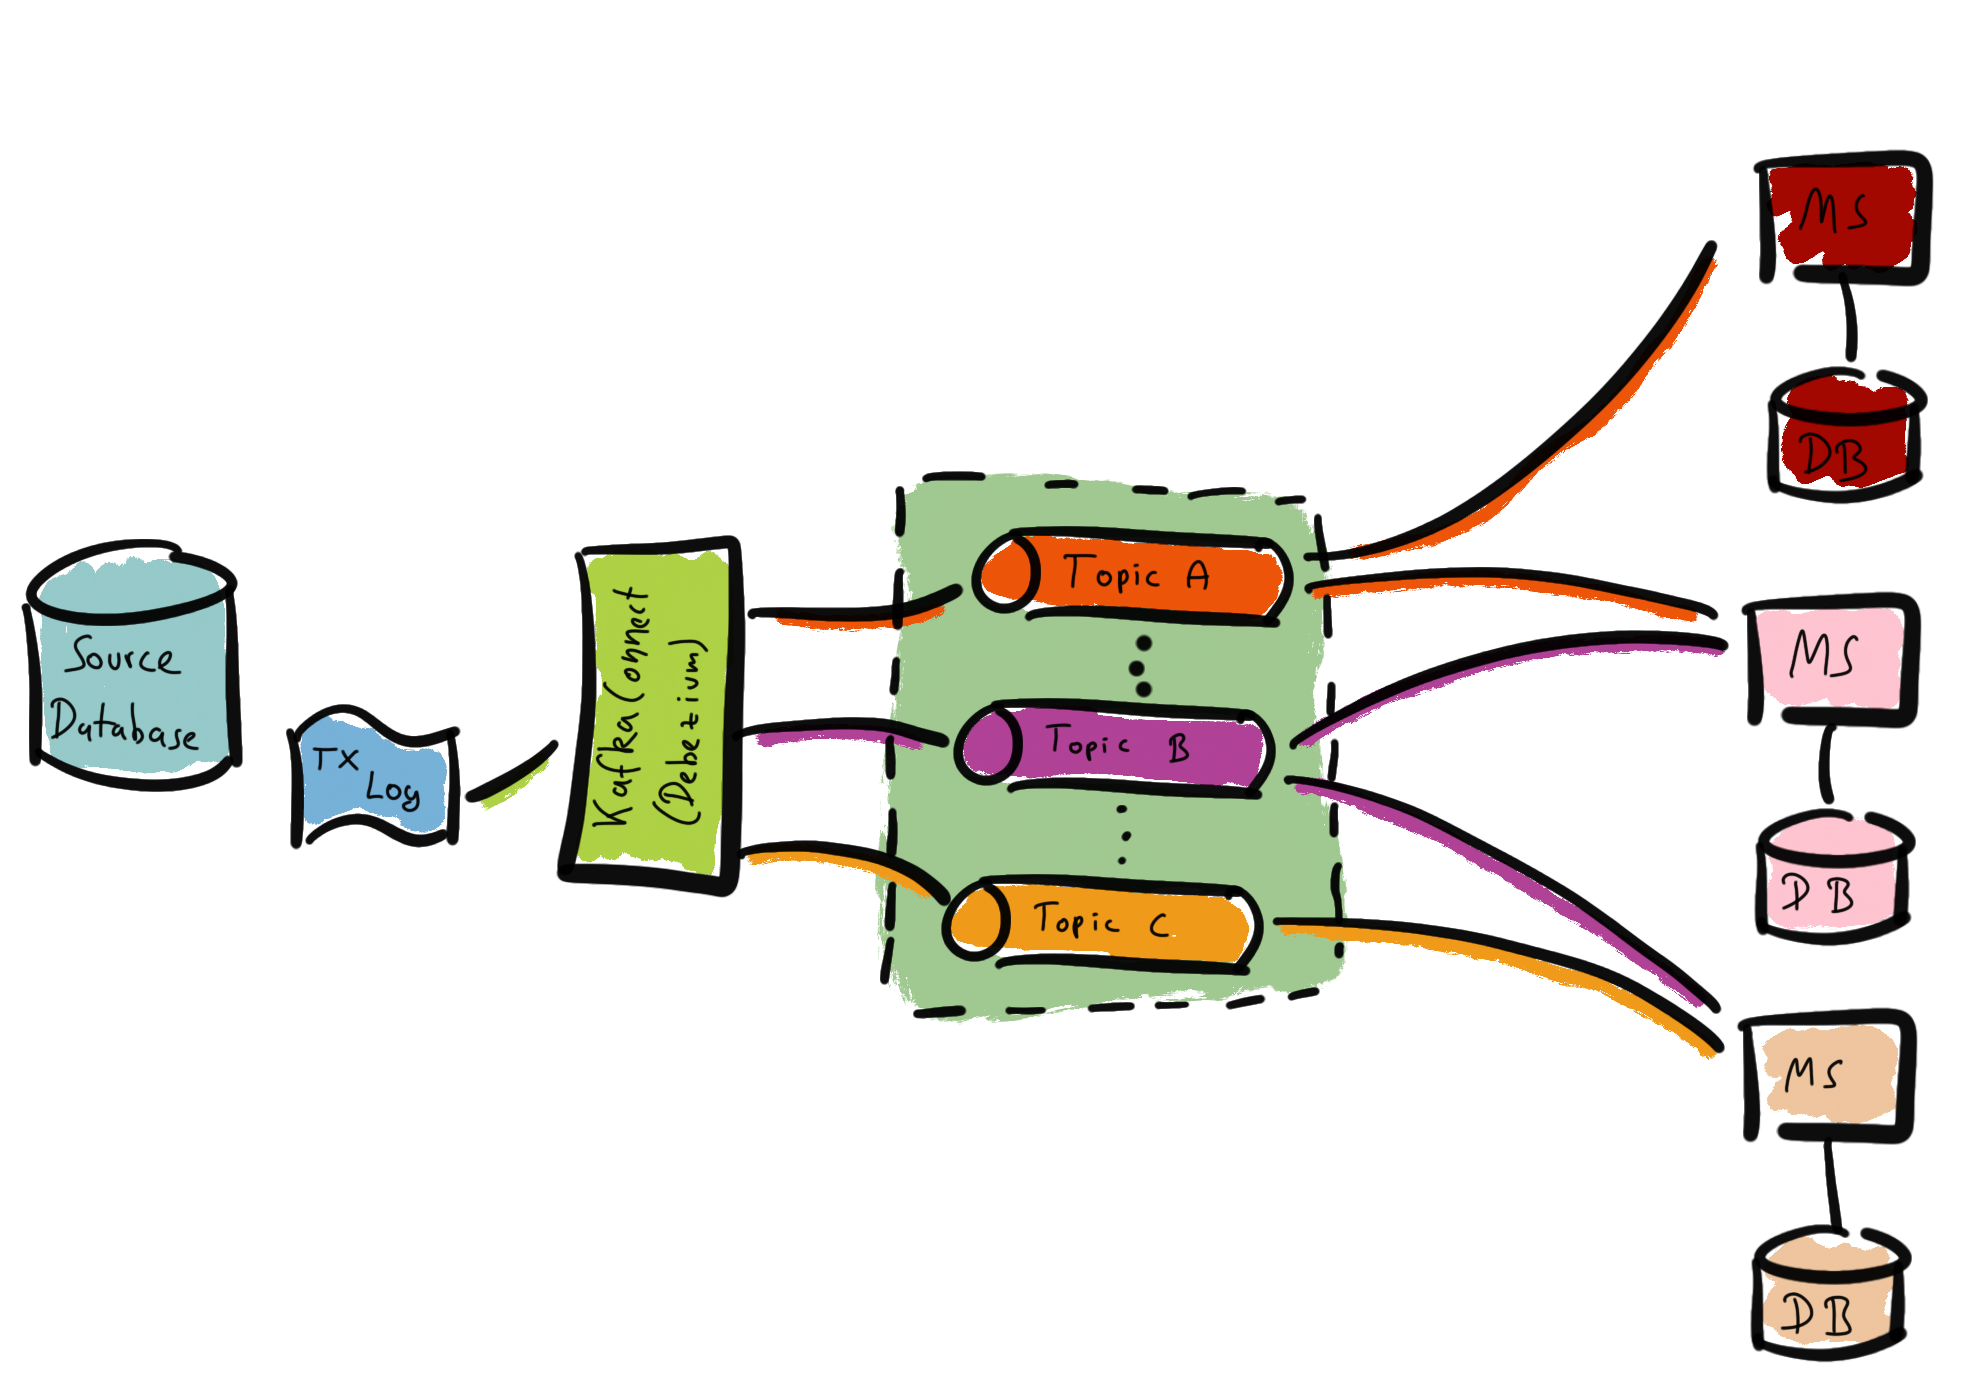 Source
Database
TX
Log
Kafka Connect
(Debezium)
Topic A
Topic B
Topic C
MS
DB
MS
DB
MS
DB